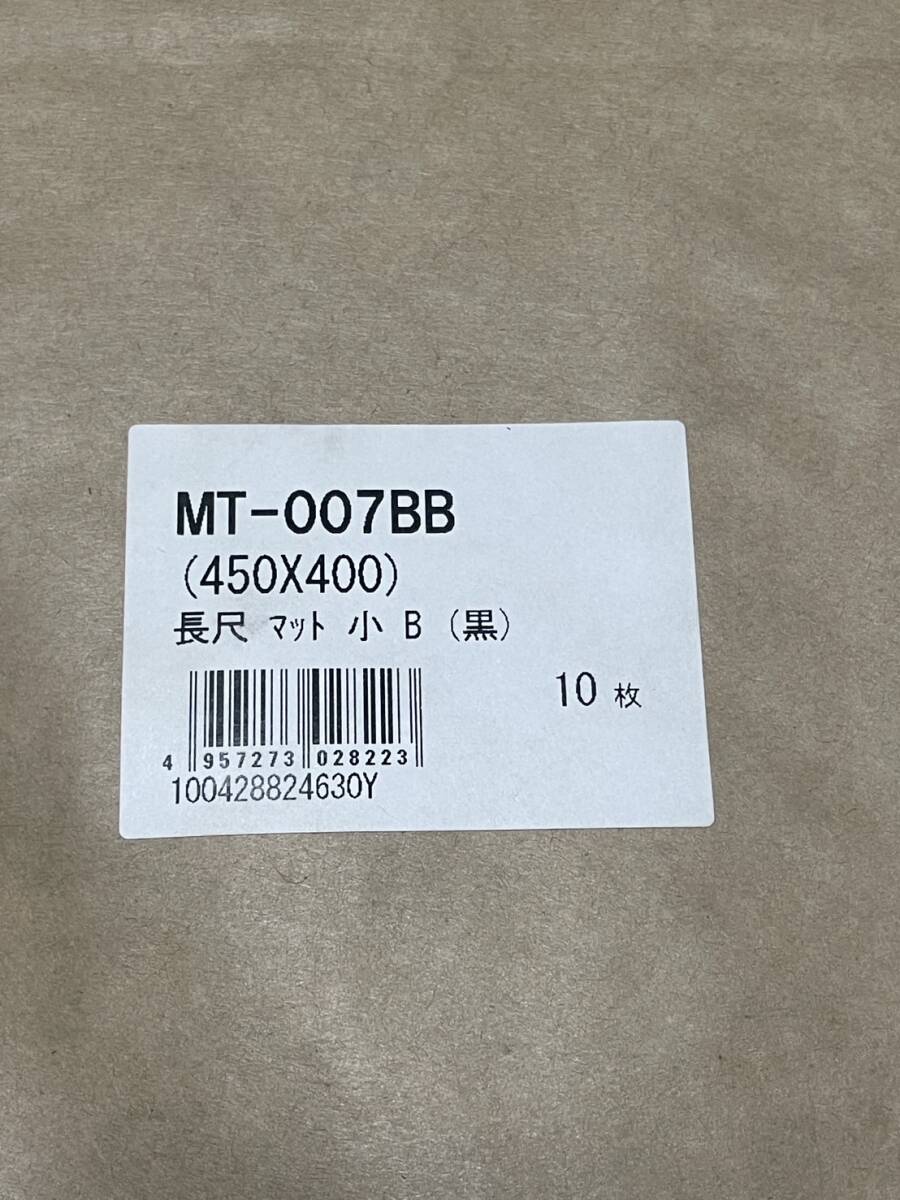 MT-007BB
(450X400)
長尺 ﾏｯﾄ 小 B (黒)
10 枚
4 957273 028223
100428824630Y